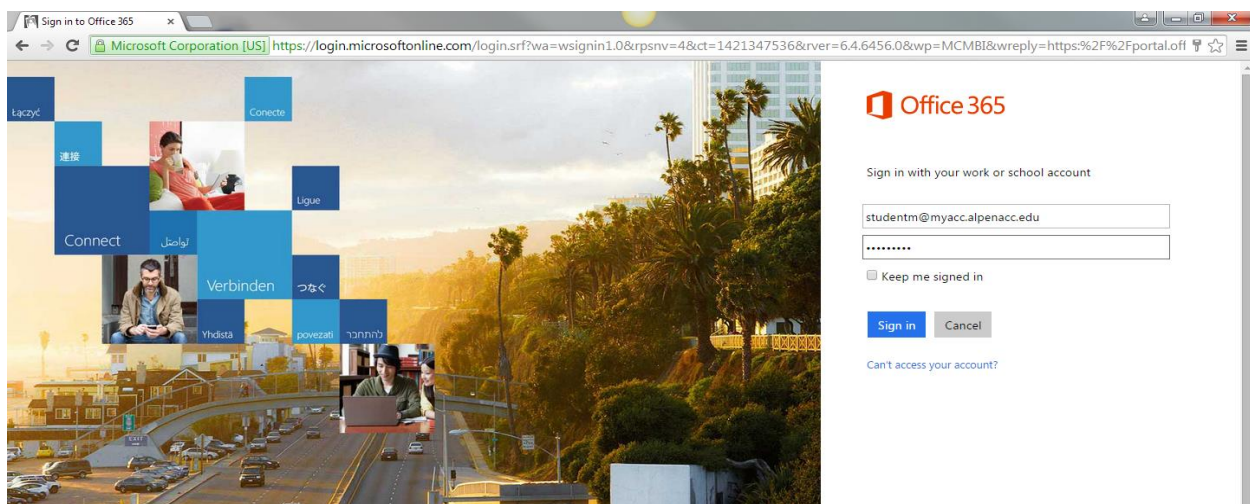 Sign in to Office 365
Microsoft Corporation [US] https://login.microsoftonline.com/login.srf?wa=wsignin1.0&rpsnv=4&ct=1421347536&rver=6.4.6456.0&wp=MCMBI&wreply=https:%2F%2Fportal.off
Łączyć
Conecte
連接
Ligue
Connect
تواصل
Verbinden
つなぐ
Yhdistä
povezati
להתחבר
EXIT
Office 365
Sign in with your work or school account
studentm@myacc.alpenacc.edu
•••••••••
Keep me signed in
Sign in
Cancel
Can't access your account?